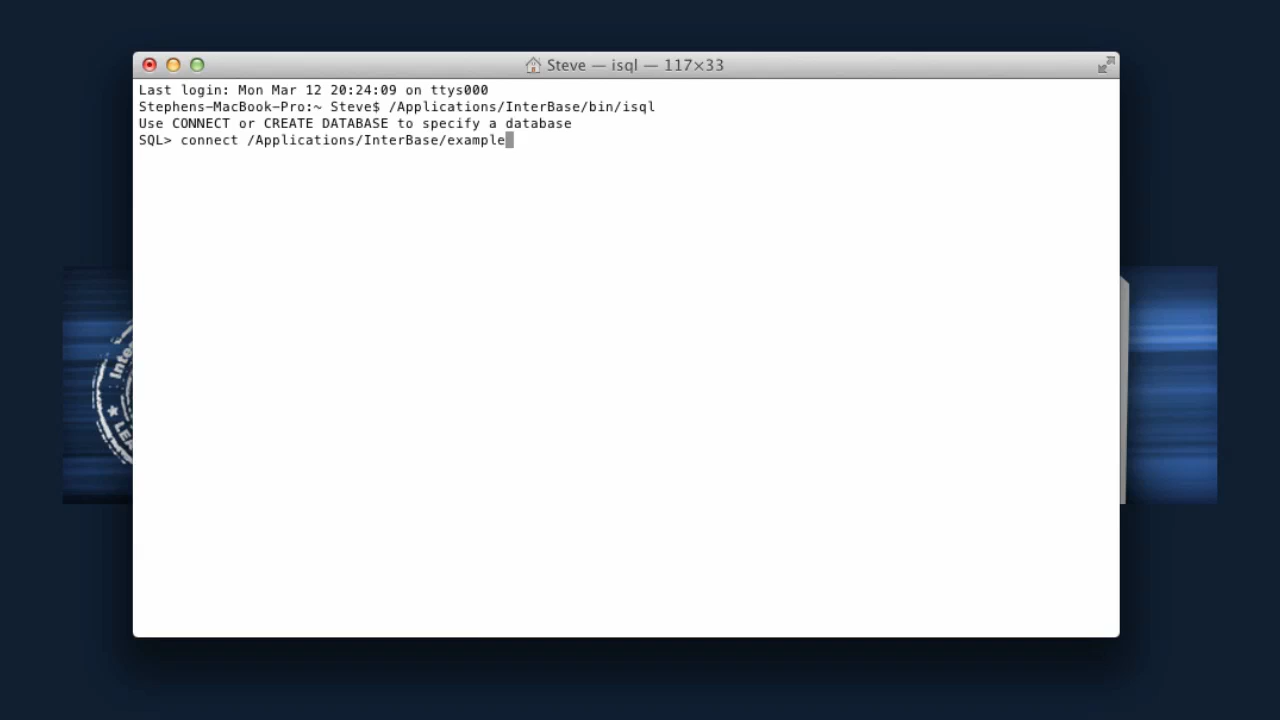 Steve — isql — 117×33
Last login: Mon Mar 12 20:24:09 on ttys000
Stephens-MacBook-Pro:~ Steve$ /Applications/InterBase/bin/isql
Use CONNECT or CREATE DATABASE to specify a database
SQL> connect /Applications/InterBase/example